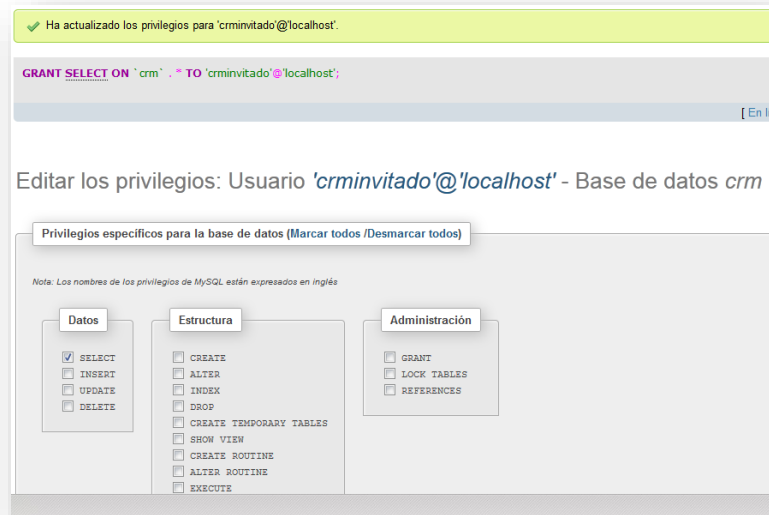 Ha actualizado los privilegios para 'crminvitado'@'localhost'.
GRANT SELECT ON `crm` . * TO 'crminvitado'@'localhost';
[ En l
Editar los privilegios: Usuario 'crminvitado'@'localhost' - Base de datos crm
Privilegios específicos para la base de datos (Marcar todos /Desmarcar todos)
Nota: Los nombres de los privilegios de MySQL están expresados en inglés
Datos
SELECT
INSERT
UPDATE
DELETE
Estructura
CREATE
ALTER
INDEX
DROP
CREATE TEMPORARY TABLES
SHOW VIEW
CREATE ROUTINE
ALTER ROUTINE
EXECUTE
Administración
GRANT
LOCK TABLES
REFERENCES